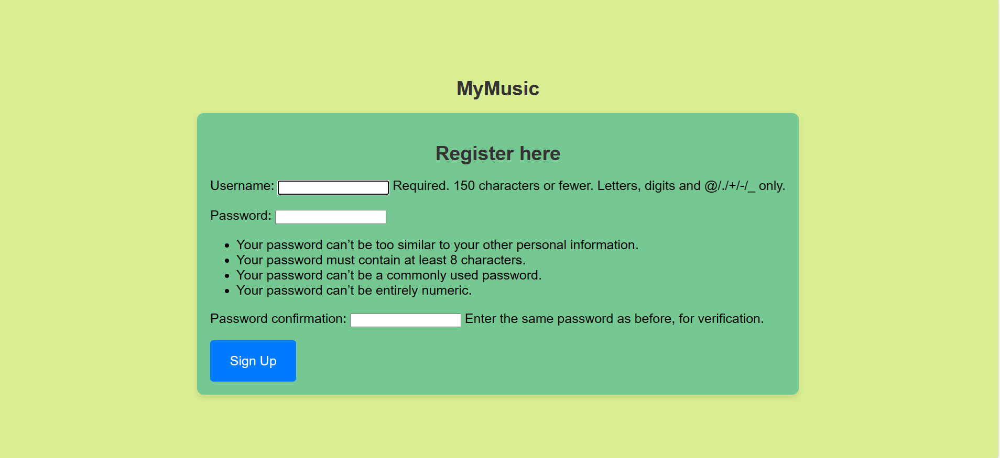 MyMusic
Register here
Username: Required. 150 characters or fewer. Letters, digits and @/./+/-/_ only.
Password:
• Your password can’t be too similar to your other personal information.
• Your password must contain at least 8 characters.
• Your password can’t be a commonly used password.
• Your password can’t be entirely numeric.
Password confirmation: Enter the same password as before, for verification.
Sign Up